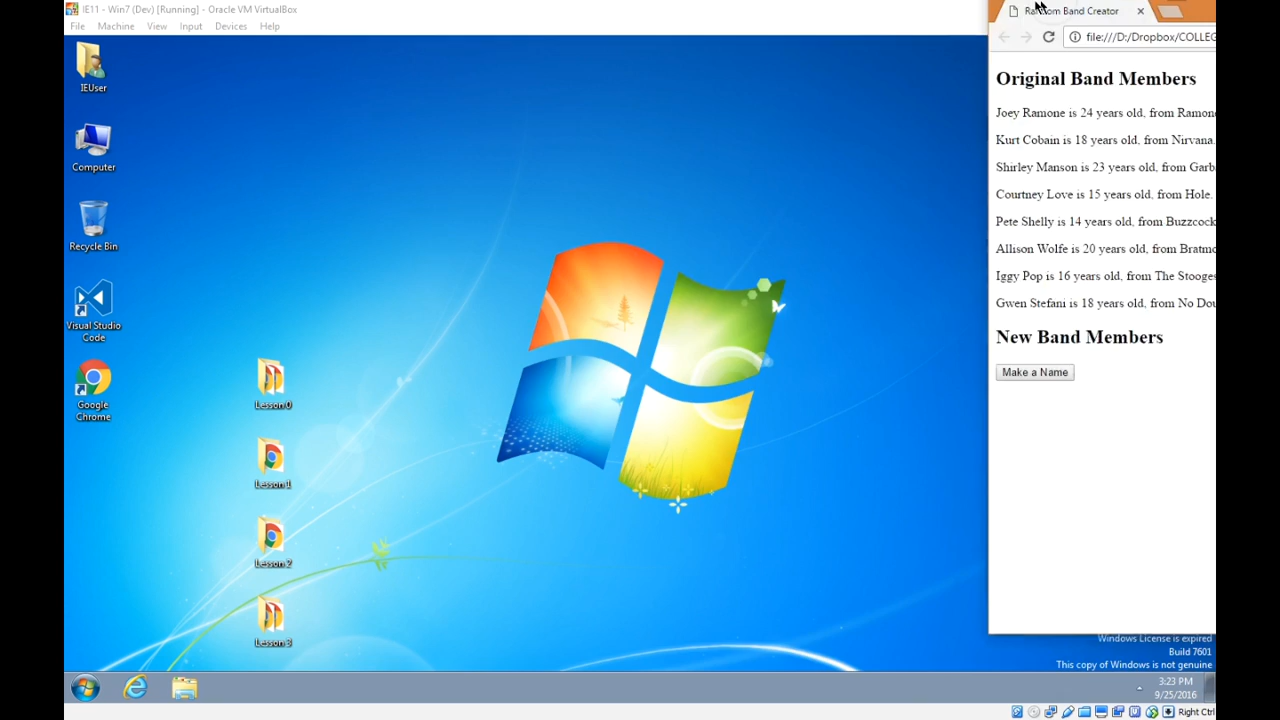 IE11 - Win7 (Dev) [Running] - Oracle VM VirtualBox
File Machine View Input Devices Help
IEUser
Computer
Recycle Bin
Visual Studio
Code
Google
Chrome
Lesson 0
Lesson 1
Lesson 2
Lesson 3
Band Creator
file:///D:/Dropbox/COLLEG
Original Band Members
Joey Ramone is 24 years old, from Ramon
Kurt Cobain is 18 years old, from Nirvana.
Shirley Manson is 23 years old, from Garb
Courtney Love is 15 years old, from Hole.
Pete Shelly is 14 years old, from Buzzcock
Allison Wolfe is 20 years old, from Bratmo
Iggy Pop is 16 years old, from The Stooges
Gwen Stefani is 18 years old, from No Dou
New Band Members
Make a Name
Windows License is expired
Build 7601
This copy of Windows is not genuine
3:23 PM
9/25/2016
Right Ctrl